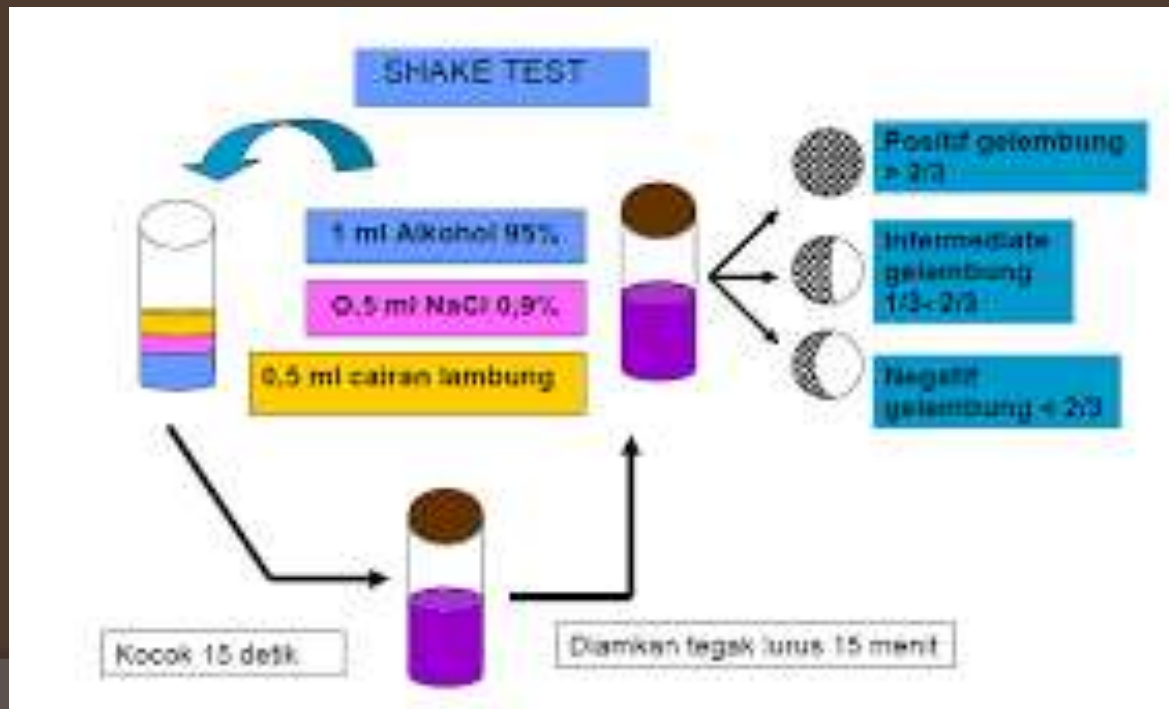 SHAKE TEST
1 ml Alkohol 95%
O.5 ml NaCl 0,9%
0,5 ml cairan lambung
Positif gelembung
> 2/3
Intermediate
gelembung
1/3< 2/3
Negatif
gelembung < 2/3
Kocok 15 detik
Diamkan tegak lurus 15 menit